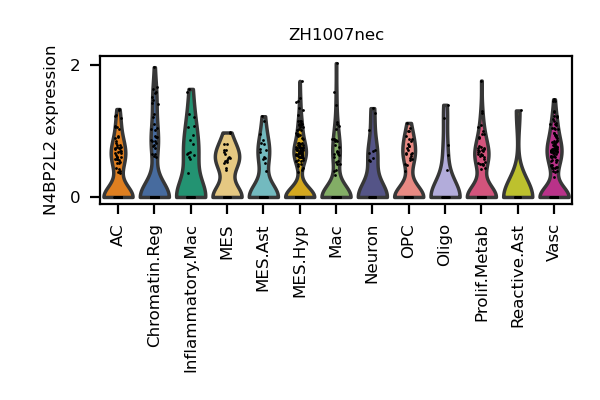 ZH1007nec
N4BP2L2 expression
2
0
AC
Chromatin.Reg
Inflammatory.Mac
MES
MES.Ast
MES.Hyp
Mac
Neuron
OPC
Oligo
Prolif.Metab
Reactive.Ast
Vasc